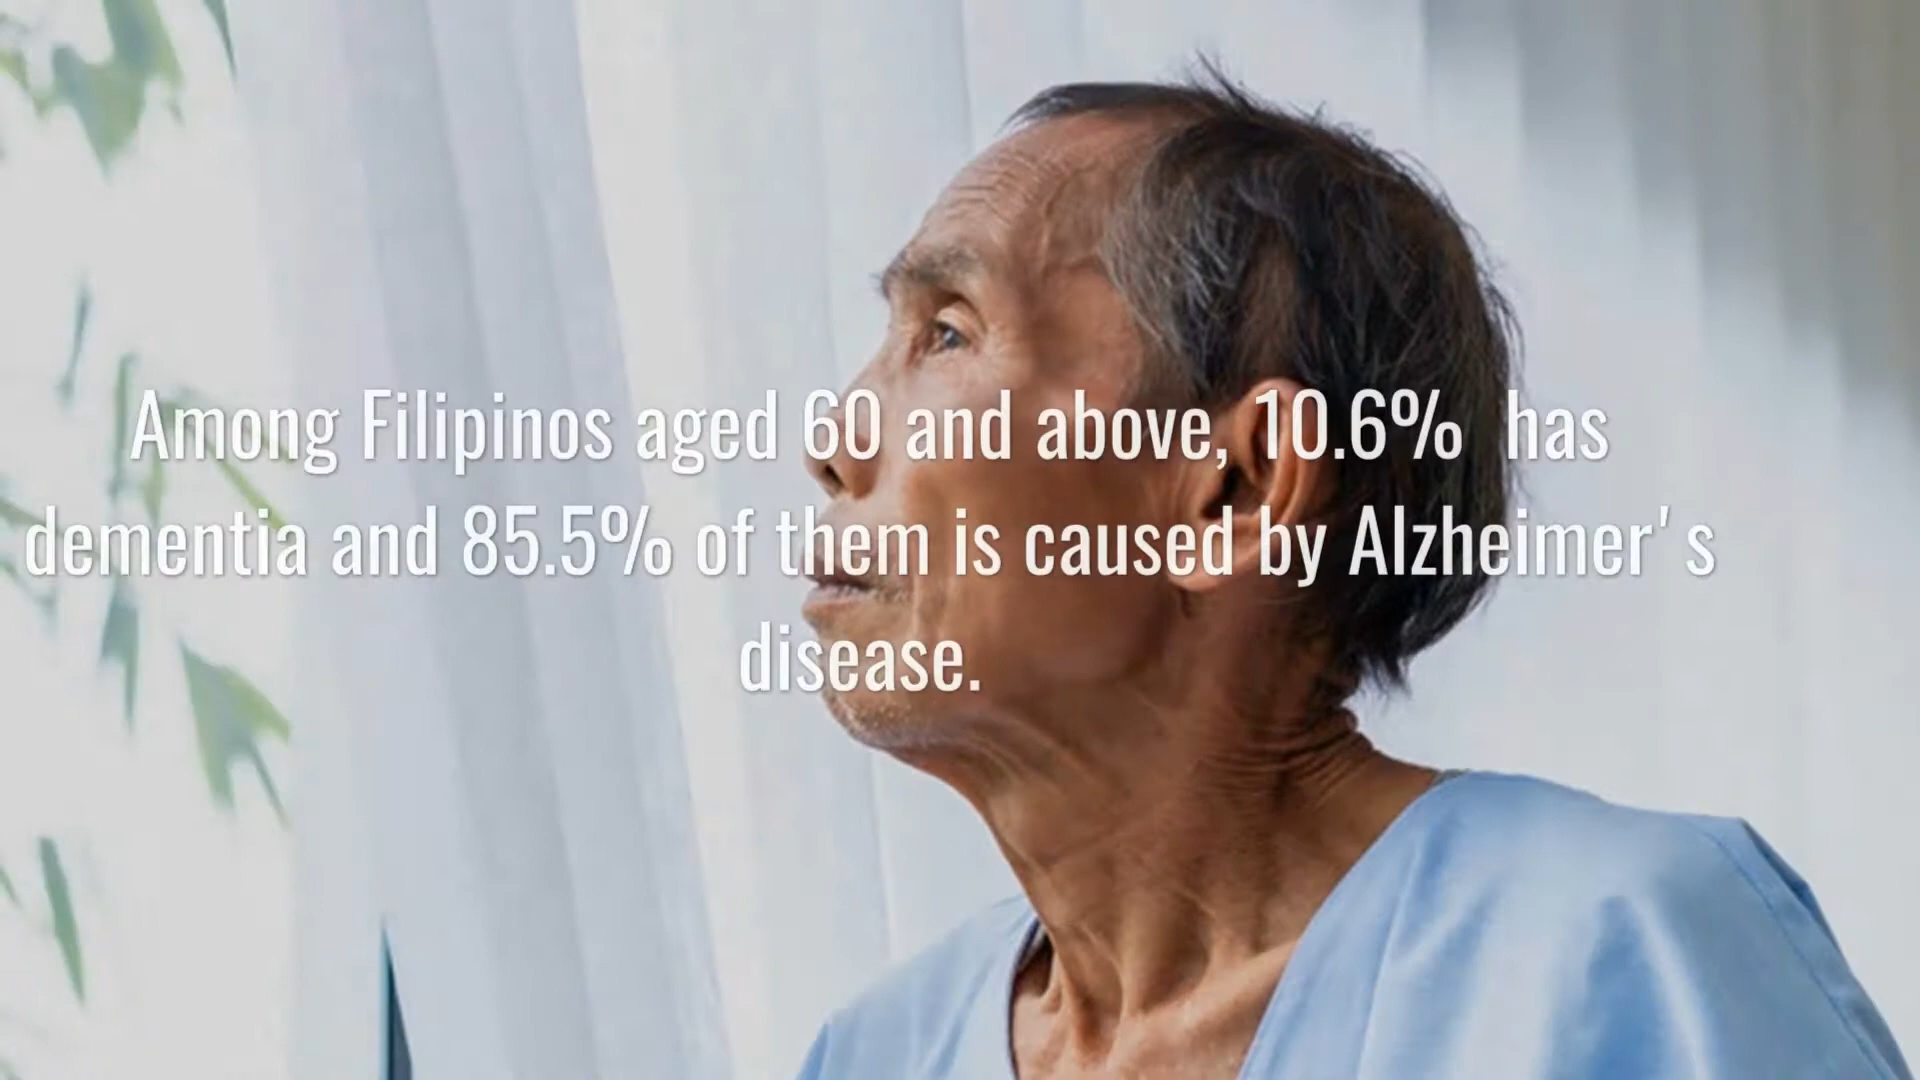 Among Filipinos aged 60 and above, 10.6%  has
dementia and 85.5% of them is caused by Alzheimer's
disease.